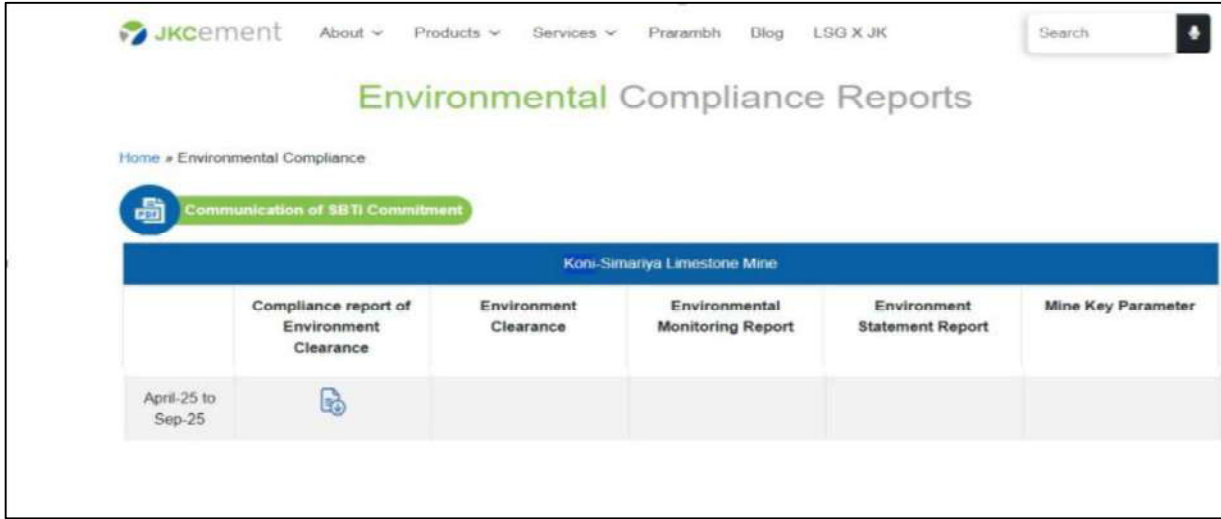 JKcement About Products Services Prarambh Blog LSG X JK Search
Environmental Compliance Reports
Home » Environmental Compliance
PDF Communication of SBTi Commitment
Koni-Simariya Limestone Mine
Compliance report of Environment Clearance
Environment Clearance
Environmental Monitoring Report
Environment Statement Report
Mine Key Parameter
April-25 to Sep-25